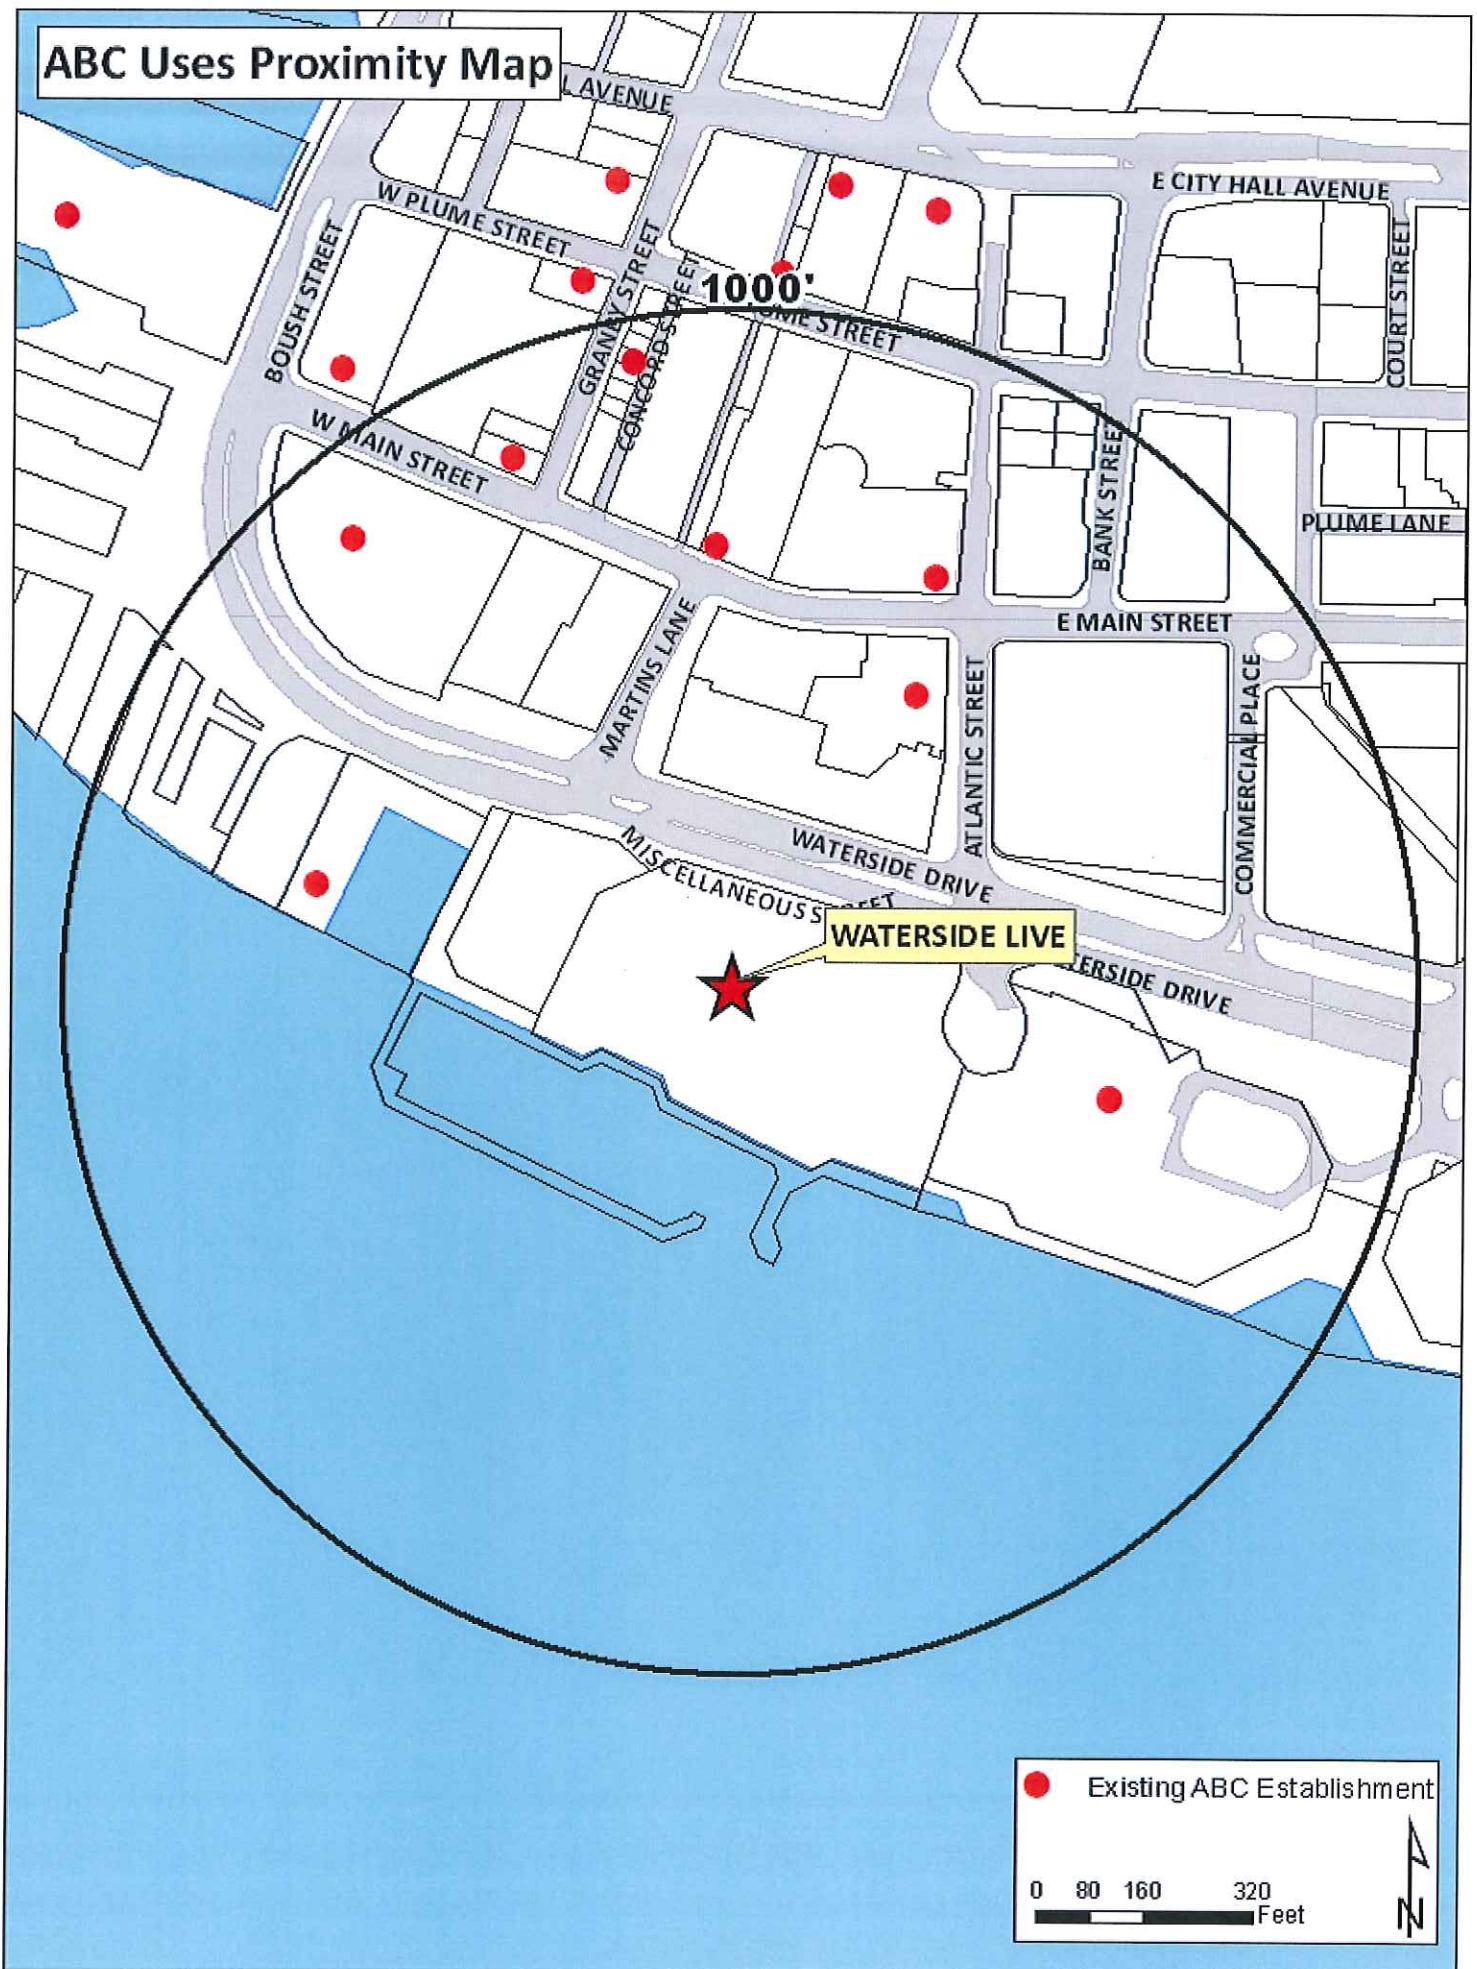 ABC Uses Proximity Map
L AVENUE
E CITY HALL AVENUE
W PLUME STREET
BOUSH STREET
GRANBY STREET
CONCORD STREET
1000'
STREET
COURT STREET
W MAIN STREET
BANK STREET
PLUME LANE
E MAIN STREET
MARTINS LANE
ATLANTIC STREET
COMMERCIAL PLACE
WATERSIDE DRIVE
MISCELLANEOUS STREET
WATERSIDE LIVE
TERSIDE DRIVE
Existing ABC Establishment
0 80 160 320
Feet
N